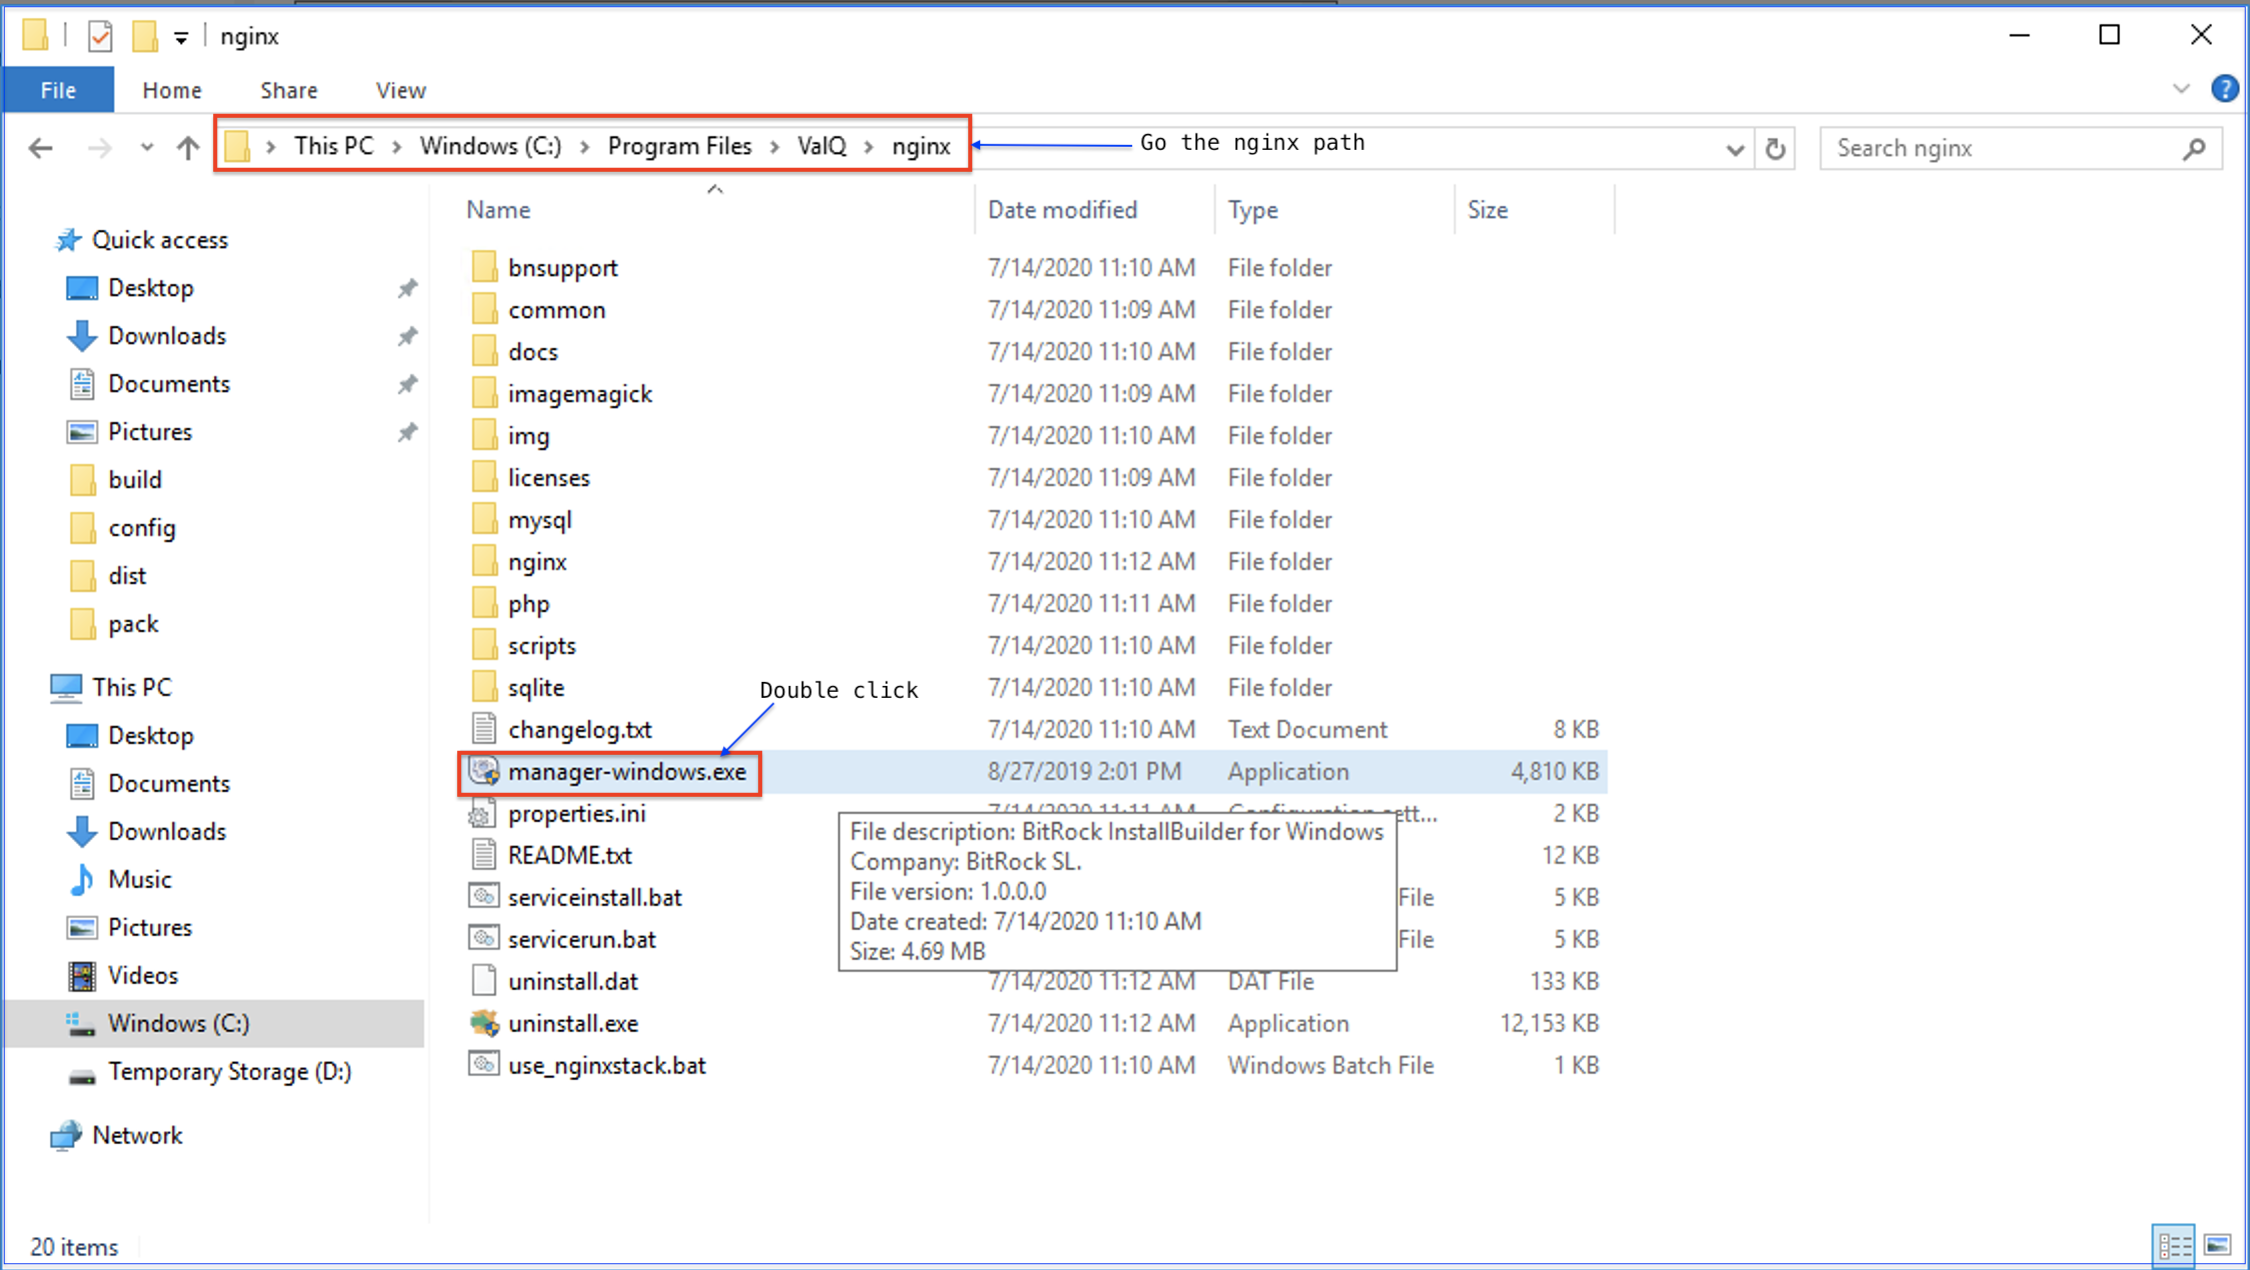 nginx
File Home Share View
This PC Windows (C:) Program Files ValQ nginx Go the nginx path Search nginx
Name Date modified Type Size
Quick access
Desktop
Downloads
Documents
Pictures
build
config
dist
pack
This PC
Desktop
Documents
Downloads
Music
Pictures
Videos
Windows (C:)
Temporary Storage (D:)
Network
bnsupport 7/14/2020 11:10 AM File folder
common 7/14/2020 11:09 AM File folder
docs 7/14/2020 11:10 AM File folder
imagemagick 7/14/2020 11:09 AM File folder
img 7/14/2020 11:10 AM File folder
licenses 7/14/2020 11:09 AM File folder
mysql 7/14/2020 11:10 AM File folder
nginx 7/14/2020 11:12 AM File folder
php 7/14/2020 11:11 AM File folder
scripts 7/14/2020 11:10 AM File folder
sqlite 7/14/2020 11:10 AM File folder
Double click
changelog.txt 7/14/2020 11:10 AM Text Document 8 KB
manager-windows.exe 8/27/2019 2:01 PM Application 4,810 KB
properties.ini 7/14/2020 11:11 AM Configuration sett... 2 KB
README.txt 12 KB
serviceinstall.bat File 5 KB
servicerun.bat File 5 KB
uninstall.dat 7/14/2020 11:12 AM DAT File 133 KB
uninstall.exe 7/14/2020 11:12 AM Application 12,153 KB
use_nginxstack.bat 7/14/2020 11:10 AM Windows Batch File 1 KB
File description: BitRock InstallBuilder for Windows
Company: BitRock SL.
File version: 1.0.0.0
Date created: 7/14/2020 11:10 AM
Size: 4.69 MB
20 items